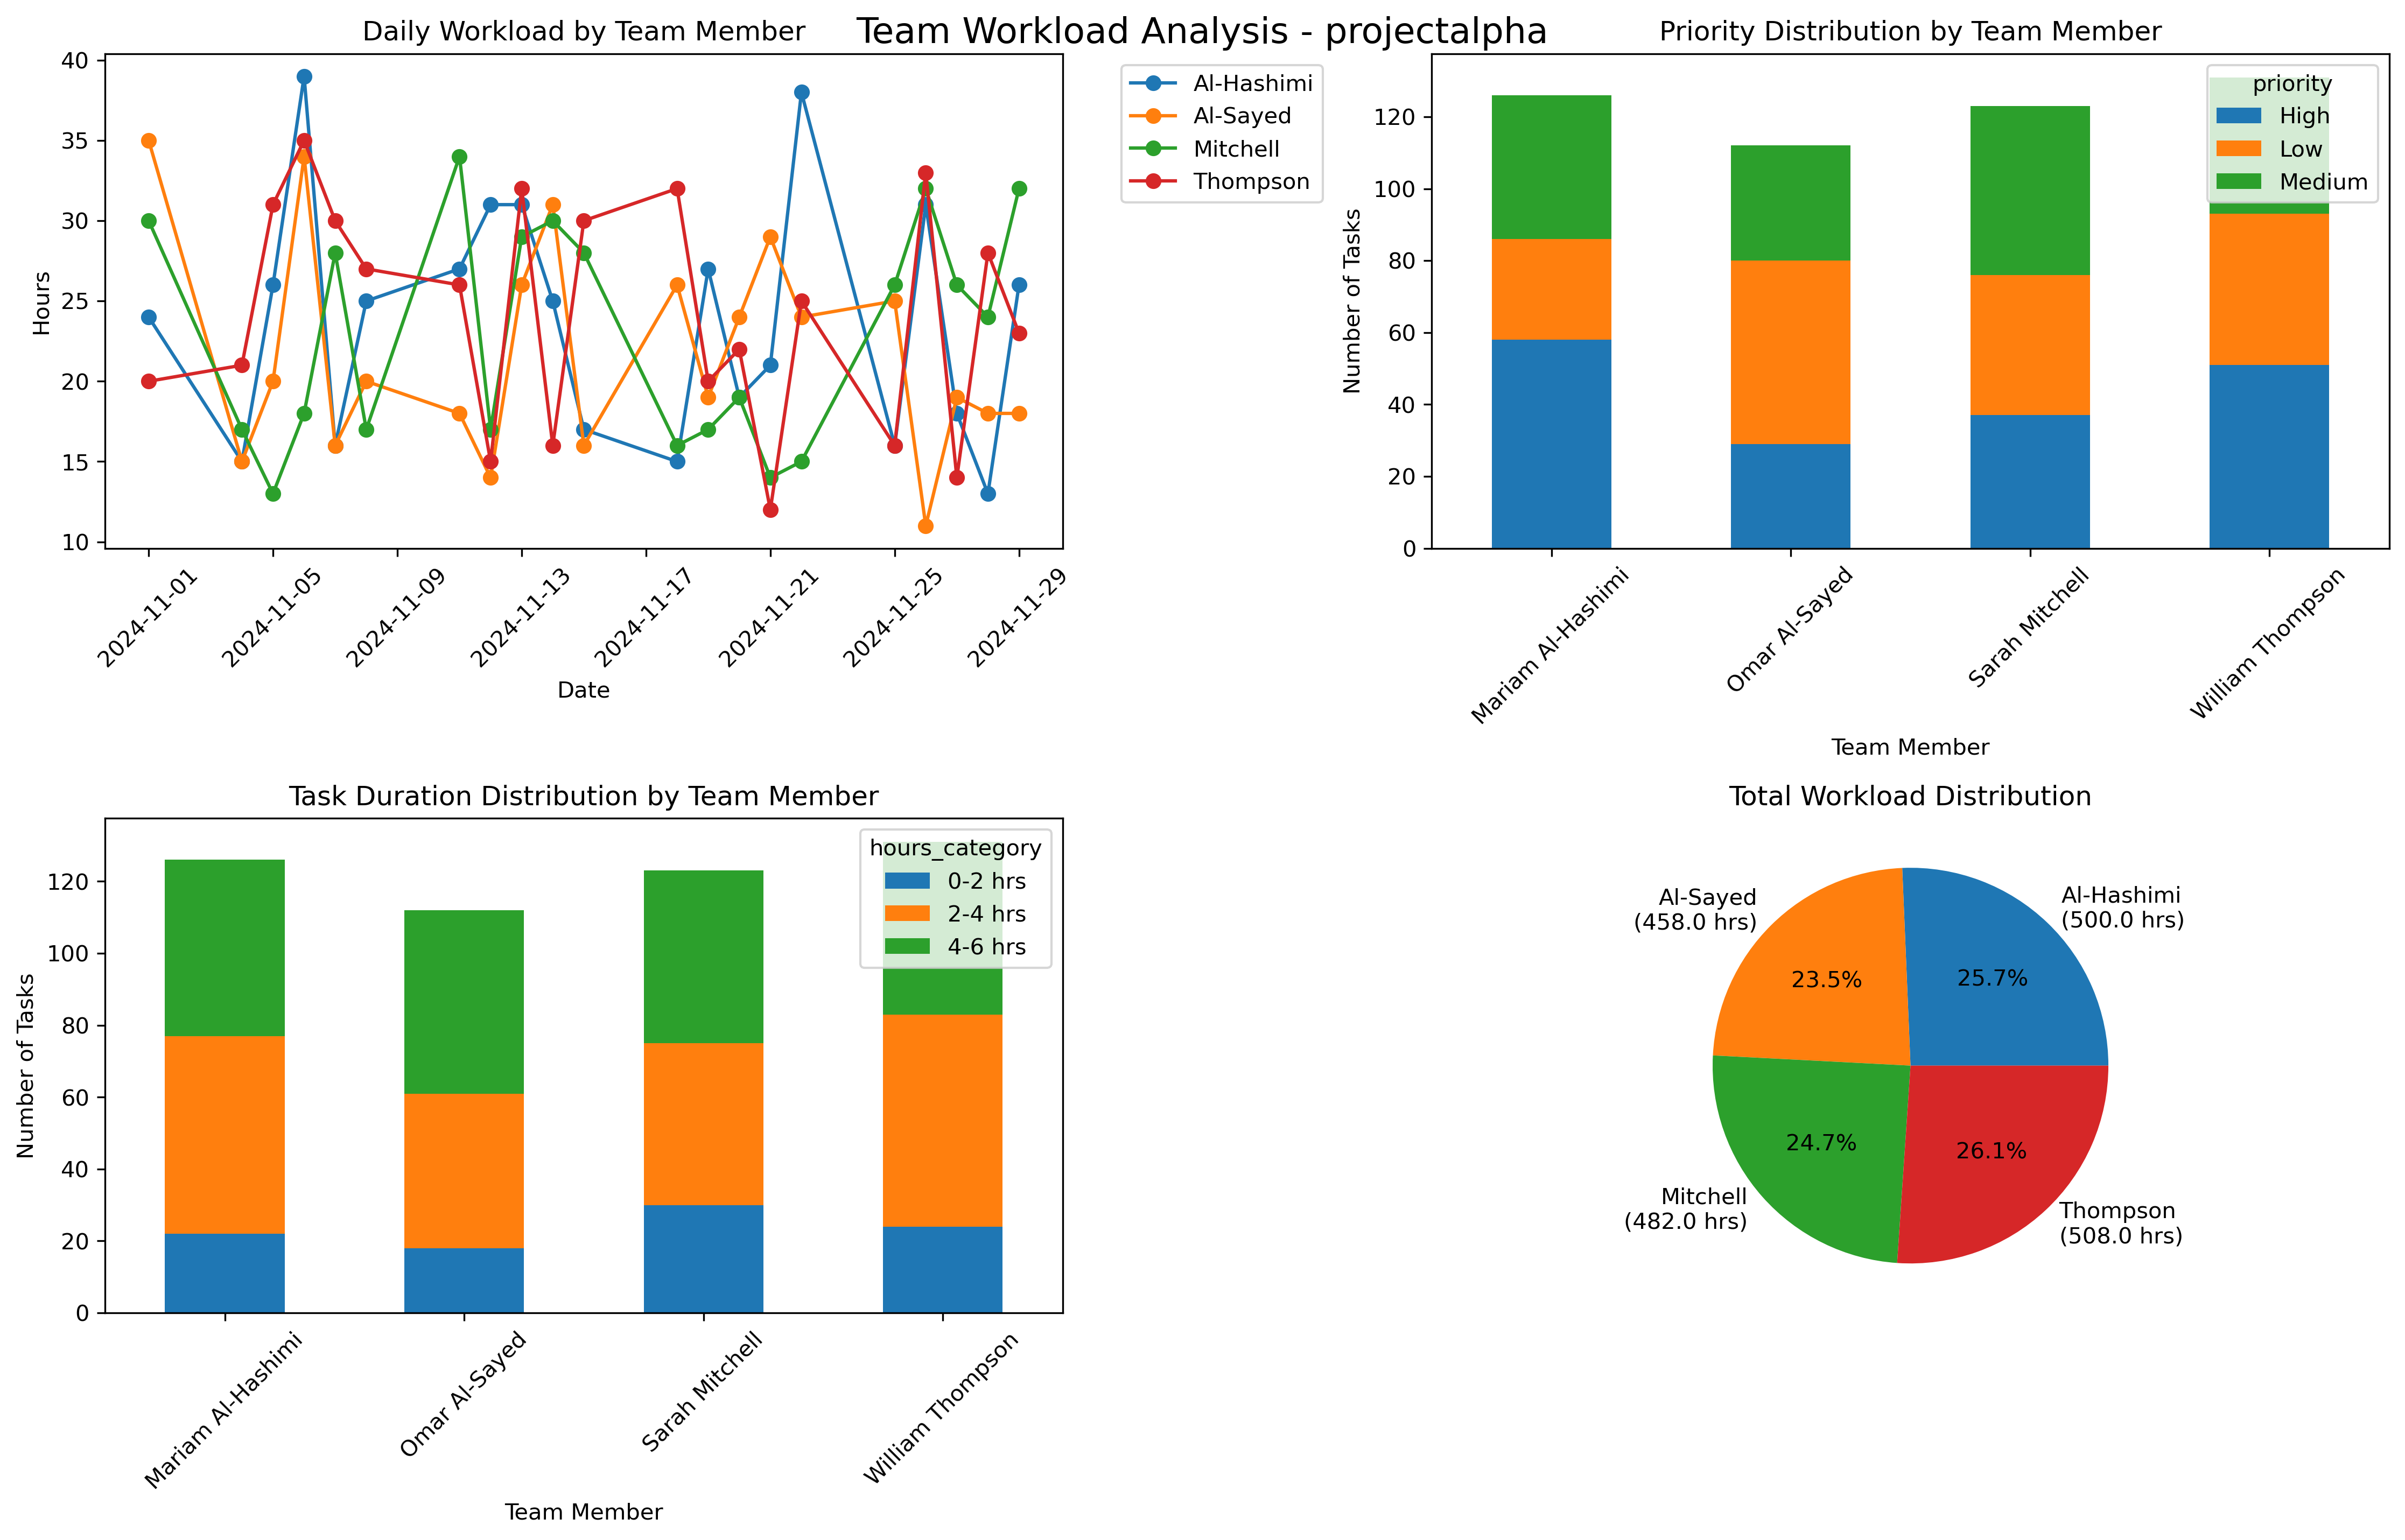 Team Workload Analysis - projectalpha
Daily Workload by Team Member
Hours
40
35
30
25
20
15
10
2024-11-01
2024-11-05
2024-11-09
2024-11-13
2024-11-17
2024-11-21
2024-11-25
2024-11-29
Date
Al-Hashimi
Al-Sayed
Mitchell
Thompson
Priority Distribution by Team Member
Number of Tasks
120
100
80
60
40
20
0
priority
High
Low
Medium
Mariam Al-Hashimi
Omar Al-Sayed
Sarah Mitchell
William Thompson
Team Member
Task Duration Distribution by Team Member
Number of Tasks
120
100
80
60
40
20
0
hours_category
0-2 hrs
2-4 hrs
4-6 hrs
Mariam Al-Hashimi
Omar Al-Sayed
Sarah Mitchell
William Thompson
Team Member
Total Workload Distribution
Al-Sayed
(458.0 hrs)
Al-Hashimi
(500.0 hrs)
23.5%
25.7%
24.7%
26.1%
Mitchell
(482.0 hrs)
Thompson
(508.0 hrs)